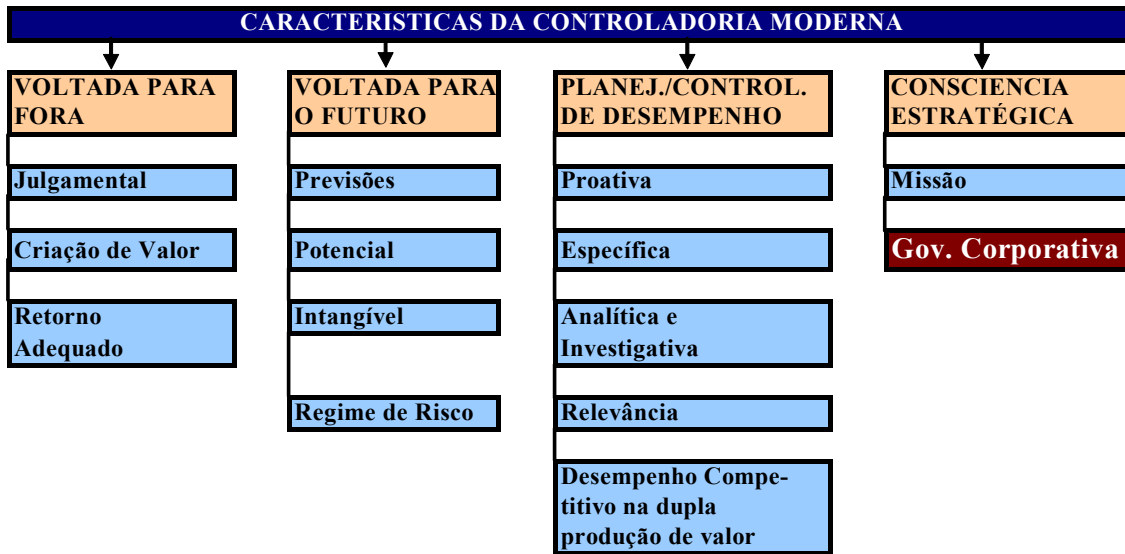 CARACTERISTICAS DA CONTROLADORIA MODERNA
VOLTADA PARA
FORA
Julgamental
Criação de Valor
Retorno
Adequado
VOLTADA PARA
O FUTURO
Previsões
Potencial
Intangível
Regime de Risco
PLANEJ./CONTROL.
DE DESEMPENHO
Proativa
Específica
Analítica e
Investigativa
Relevância
Desempenho Compe-
titivo na dupla
produção de valor
CONSCIENCIA
ESTRATÉGICA
Missão
Gov. Corporativa